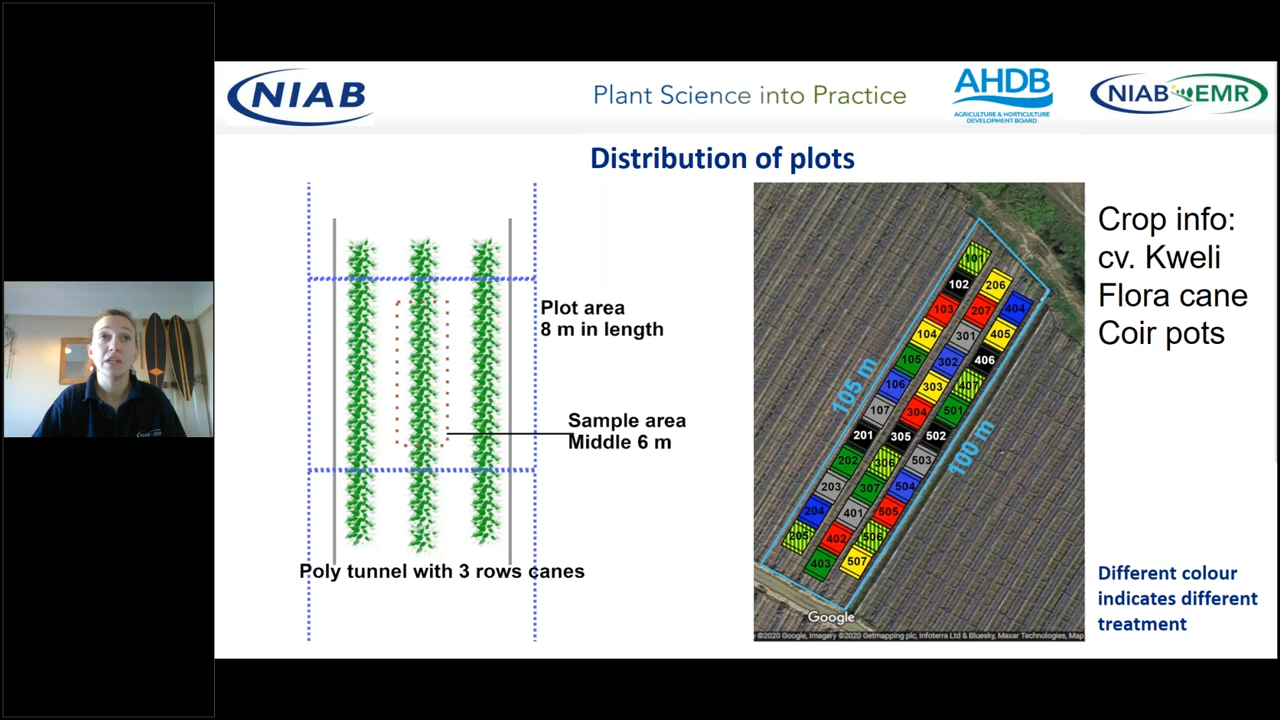 NIAB
Plant Science into Practice
AHDB
AGRICULTURE & HORTICULTURE
DEVELOPMENT BOARD
NIAB EMR
Distribution of plots
Plot area
8 m in length
Sample area
Middle 6 m
Poly tunnel with 3 rows canes
101
102
206
103
207
404
104
301
405
105
302
406
106
303
407
107
304
501
201
305
502
202
306
503
203
307
504
204
401
505
205
402
506
403
507
105 m
100 m
Google
©2020 Google, Imagery ©2020 Getmapping plc, Infoterra Ltd & Bluesky, Maxar Technologies, Map
Crop info:
cv. Kweli
Flora cane
Coir pots
Different colour
indicates different
treatment